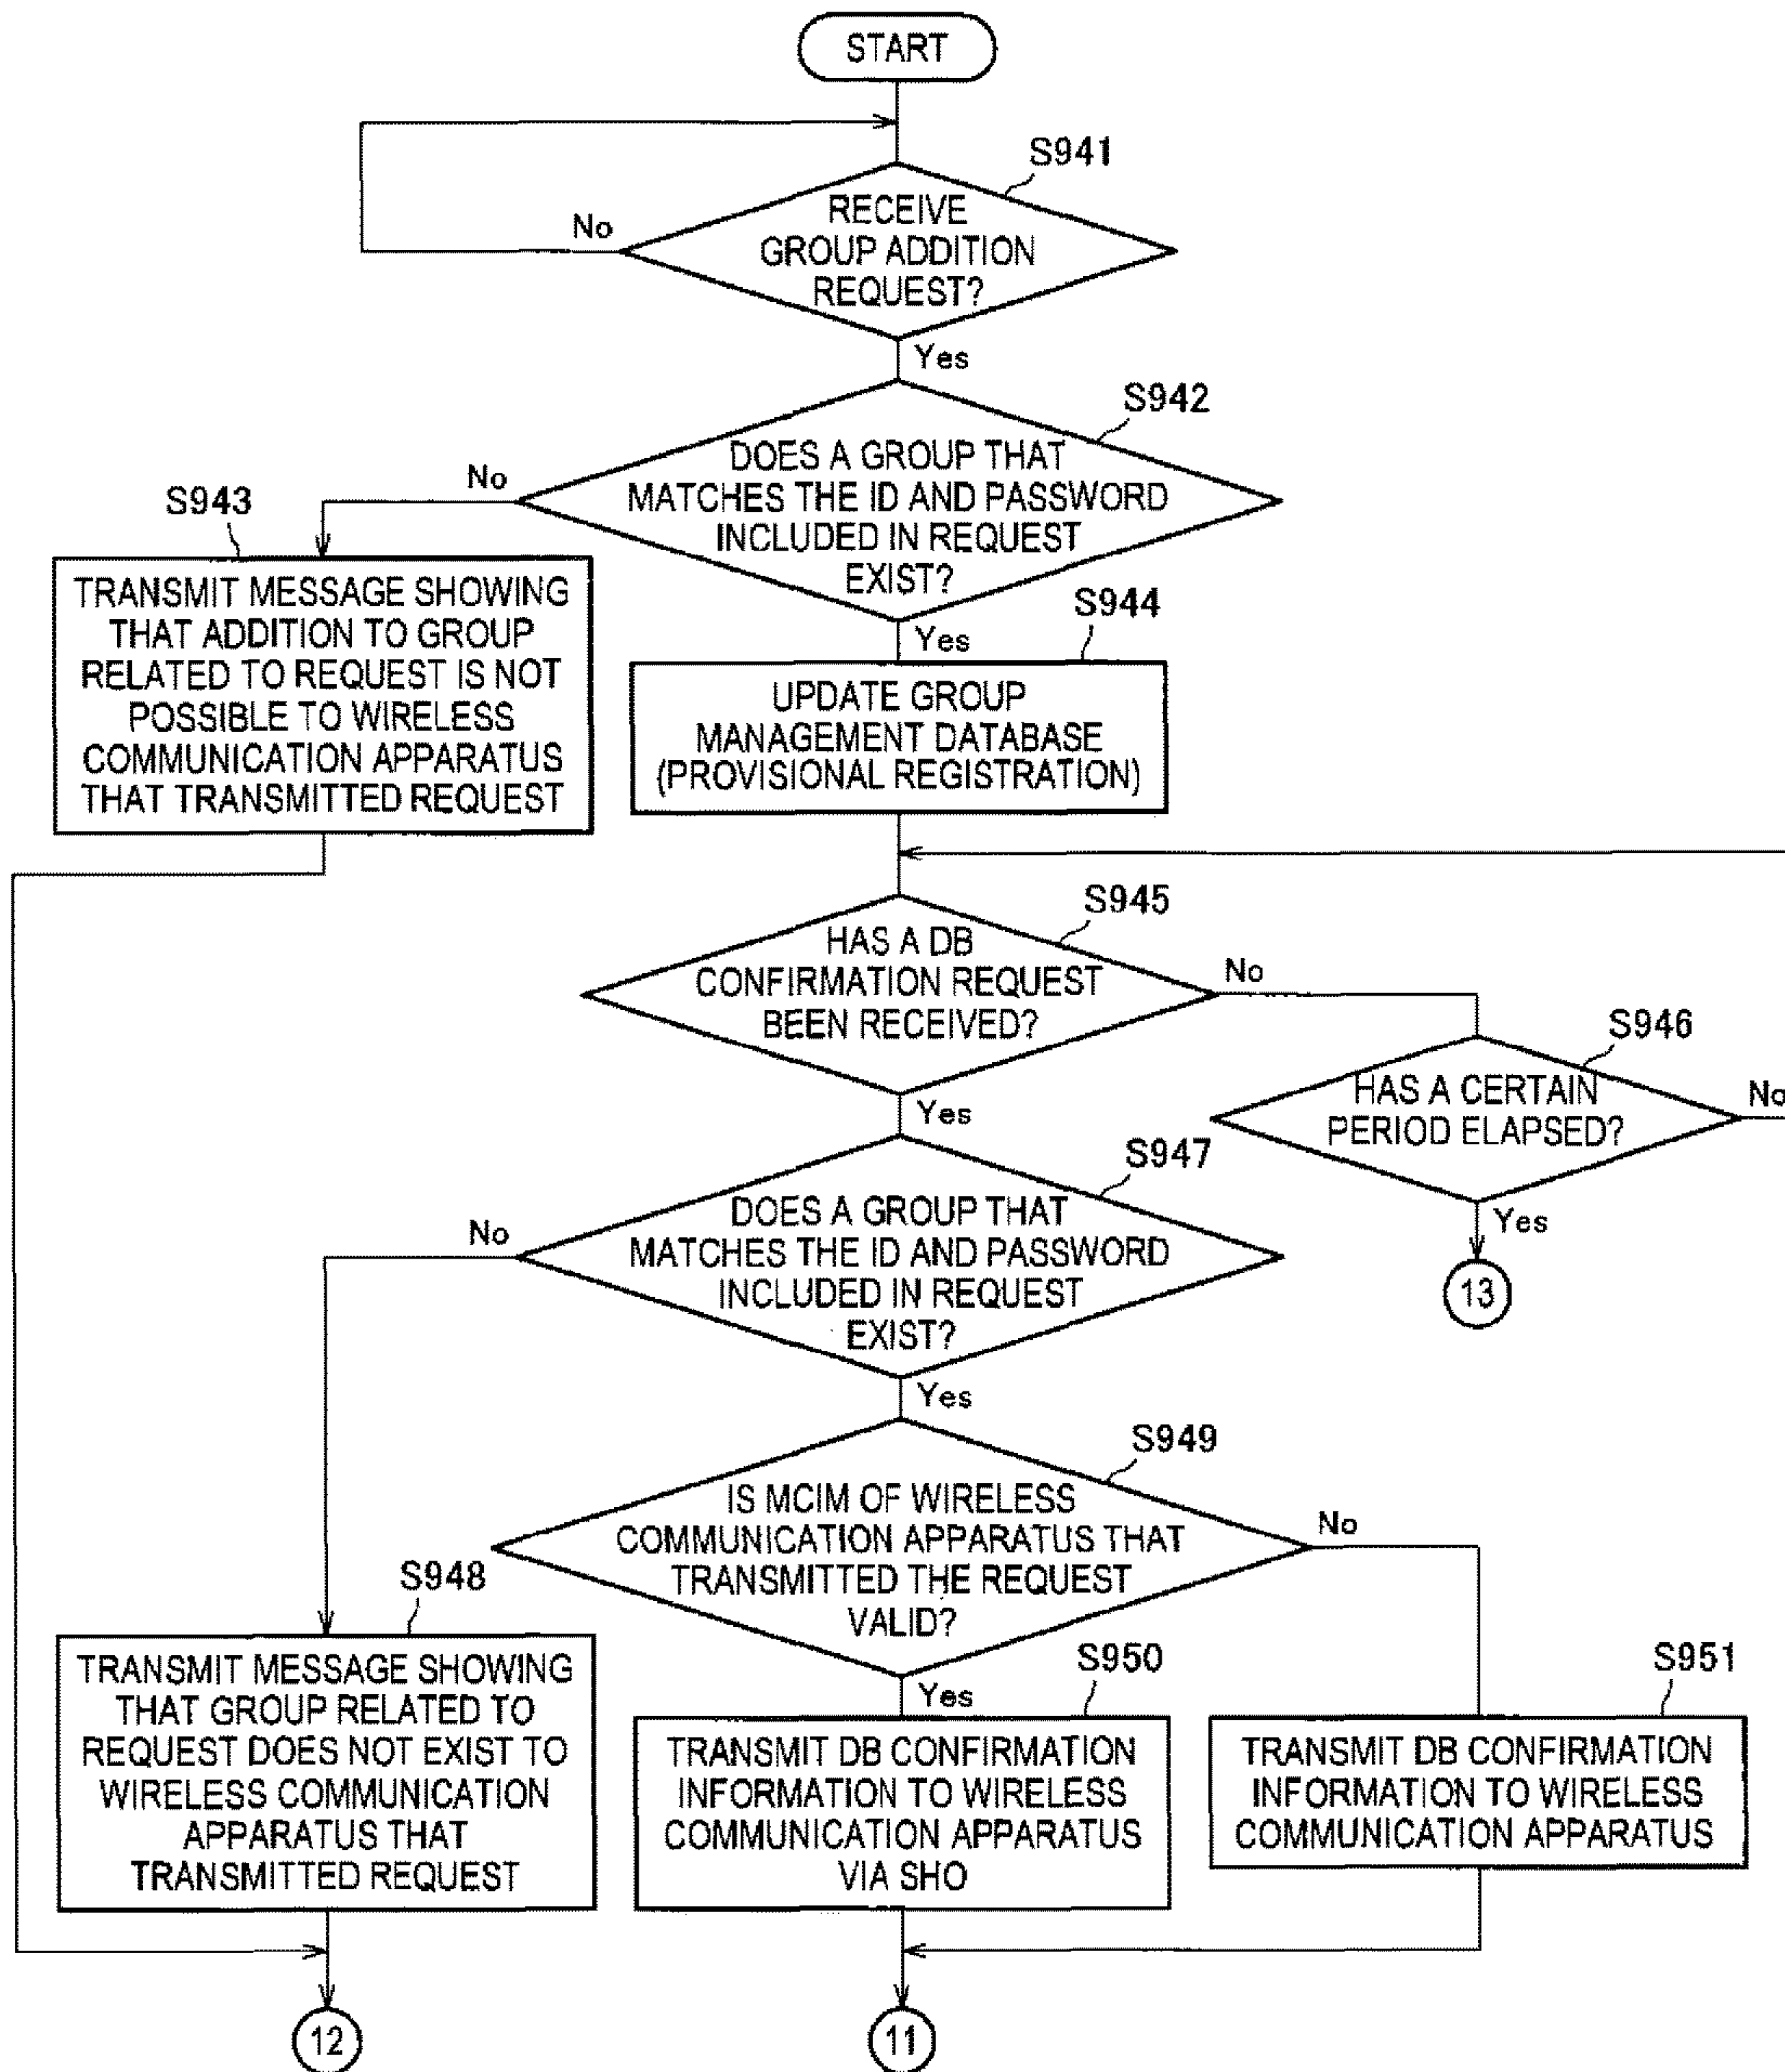 START
S941
RECEIVE
GROUP ADDITION
REQUEST?
No
Yes
S942
DOES A GROUP THAT
MATCHES THE ID AND PASSWORD
INCLUDED IN REQUEST
EXIST?
No
Yes
S943
TRANSMIT MESSAGE SHOWING
THAT ADDITION TO GROUP
RELATED TO REQUEST IS NOT
POSSIBLE TO WIRELESS
COMMUNICATION APPARATUS
THAT TRANSMITTED REQUEST
S944
UPDATE GROUP
MANAGEMENT DATABASE
(PROVISIONAL REGISTRATION)
S945
HAS A DB
CONFIRMATION REQUEST
BEEN RECEIVED?
No
Yes
S946
HAS A CERTAIN
PERIOD ELAPSED?
No
Yes
13
S947
DOES A GROUP THAT
MATCHES THE ID AND PASSWORD
INCLUDED IN REQUEST
EXIST?
No
Yes
S949
IS MCIM OF WIRELESS
COMMUNICATION APPARATUS THAT
TRANSMITTED THE REQUEST
VALID?
No
Yes
S948
TRANSMIT MESSAGE SHOWING
THAT GROUP RELATED TO
REQUEST DOES NOT EXIST TO
WIRELESS COMMUNICATION
APPARATUS THAT
TRANSMITTED REQUEST
S950
TRANSMIT DB CONFIRMATION
INFORMATION TO WIRELESS
COMMUNICATION APPARATUS
VIA SHO
S951
TRANSMIT DB CONFIRMATION
INFORMATION TO WIRELESS
COMMUNICATION APPARATUS
12
11